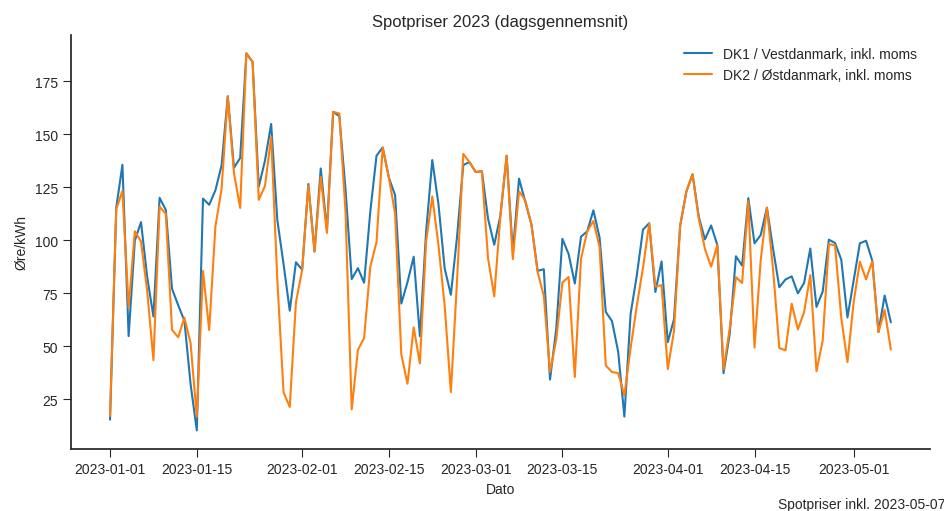 Spotpriser 2023 (dagsgennemsnit)
DK1 / Vestdanmark, inkl. moms
DK2 / Østdanmark, inkl. moms
Øre/kWh
175
150
125
100
75
50
25
2023-01-01 2023-01-15 2023-02-01 2023-02-15 2023-03-01 2023-03-15 2023-04-01 2023-04-15 2023-05-01
Dato
Spotpriser inkl. 2023-05-07